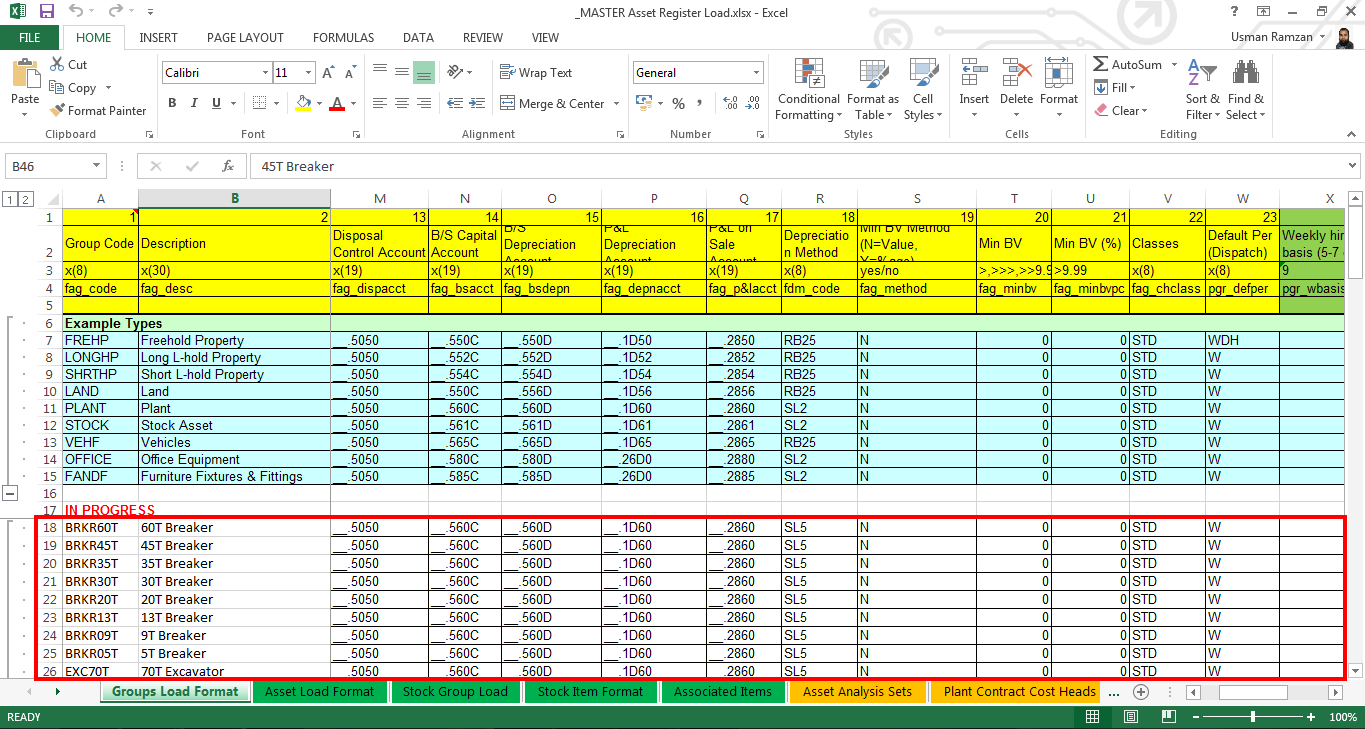 _MASTER Asset Register Load.xlsx - Excel
FILE HOME INSERT PAGE LAYOUT FORMULAS DATA REVIEW VIEW Usman Ramzan
Paste Cut Copy Format Painter
Clipboard
Calibri 11
B I U
Font
Wrap Text
Merge & Center
Alignment
General
Number
Conditional Formatting Format as Table Cell Styles
Styles
Insert Delete Format
Cells
AutoSum Fill Clear Sort & Filter Find & Select
Editing
B46 fx 45T Breaker
1 2 A B M N O P Q R S T U V W X
1 1 2 13 14 15 16 17 18 19 20 21 22 23
2 Group Code Description Disposal Control Account B/S Capital Account B/S Depreciation Account P&L Depreciation Account P&L on Sale Account Depreciatio n Method Min BV Method (N=Value, Y=%age) Min BV Min BV (%) Classes Default Per (Dispatch) Weekly hir basis (5-7
3 x(8) x(30) x(19) x(19) x(19) x(19) x(19) x(8) yes/no >,>>>,>>9.9 >9.99 x(8) x(8) 9
4 fag_code fag_desc fag_dispacct fag_bsacct fag_bsdepn fag_depnacct fag_p&lacct fdm_code fag_method fag_minbv fag_minbvpc fag_chclass pgr_defper pgr_wbasis
5
6 Example Types
7 FREHP Freehold Property __.5050 __.550C __.550D __.1D50 __.2850 RB25 N 0 0 STD WDH
8 LONGHP Long L-hold Property __.5050 __.552C __.552D __.1D52 __.2852 RB25 N 0 0 STD W
9 SHRTHP Short L-hold Property __.5050 __.554C __.554D __.1D54 __.2854 RB25 N 0 0 STD W
10 LAND Land __.5050 __.550C __.556D __.1D56 __.2856 RB25 N 0 0 STD W
11 PLANT Plant __.5050 __.560C __.560D __.1D60 __.2860 SL2 N 0 0 STD W
12 STOCK Stock Asset __.5050 __.561C __.561D __.1D61 __.2861 SL2 N 0 0 STD W
13 VEHF Vehicles __.5050 __.565C __.565D __.1D65 __.2865 RB25 N 0 0 STD W
14 OFFICE Office Equipment __.5050 __.580C __.580D __.26D0 __.2880 SL2 N 0 0 STD W
15 FANDF Furniture Fixtures & Fittings __.5050 __.585C __.585D __.26D0 __.2885 SL2 N 0 0 STD W
16
17 IN PROGRESS
18 BRKR60T 60T Breaker __.5050 __.560C __.560D __.1D60 __.2860 SL5 N 0 0 STD W
19 BRKR45T 45T Breaker __.5050 __.560C __.560D __.1D60 __.2860 SL5 N 0 0 STD W
20 BRKR35T 35T Breaker __.5050 __.560C __.560D __.1D60 __.2860 SL5 N 0 0 STD W
21 BRKR30T 30T Breaker __.5050 __.560C __.560D __.1D60 __.2860 SL5 N 0 0 STD W
22 BRKR20T 20T Breaker __.5050 __.560C __.560D __.1D60 __.2860 SL5 N 0 0 STD W
23 BRKR13T 13T Breaker __.5050 __.560C __.560D __.1D60 __.2860 SL5 N 0 0 STD W
24 BRKR09T 9T Breaker __.5050 __.560C __.560D __.1D60 __.2860 SL5 N 0 0 STD W
25 BRKR05T 5T Breaker __.5050 __.560C __.560D __.1D60 __.2860 SL5 N 0 0 STD W
26 EXC70T 70T Excavator __.5050 __.560C __.560D __.1D60 __.2860 SL5 N 0 0 STD W
Groups Load Format Asset Load Format Stock Group Load Stock Item Format Associated Items Asset Analysis Sets Plant Contract Cost Heads ...
READY 100%